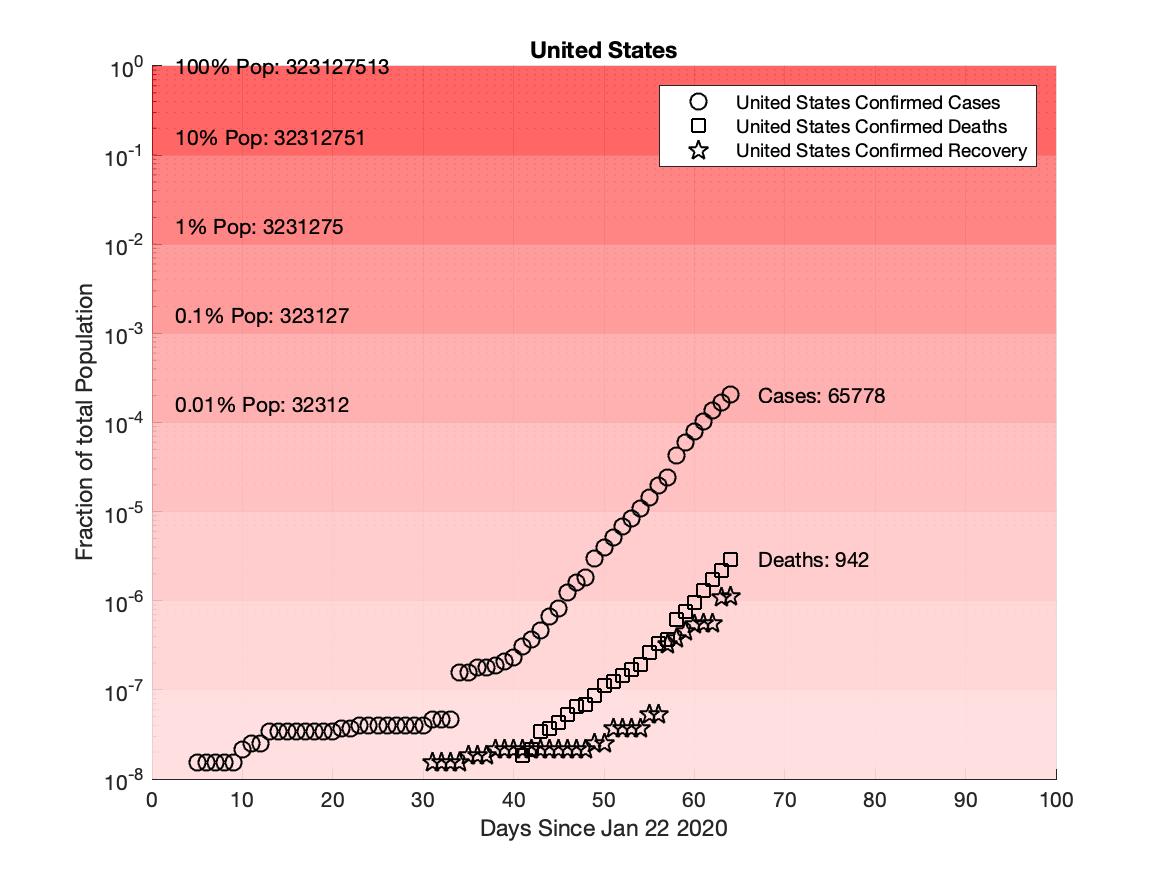 United States
10^0
100% Pop: 323127513
United States Confirmed Cases
United States Confirmed Deaths
United States Confirmed Recovery
10% Pop: 32312751
10^-1
1% Pop: 3231275
10^-2
0.1% Pop: 323127
10^-3
0.01% Pop: 32312
Cases: 65778
10^-4
10^-5
Deaths: 942
10^-6
10^-7
10^-8
Fraction of total Population
0 10 20 30 40 50 60 70 80 90 100
Days Since Jan 22 2020